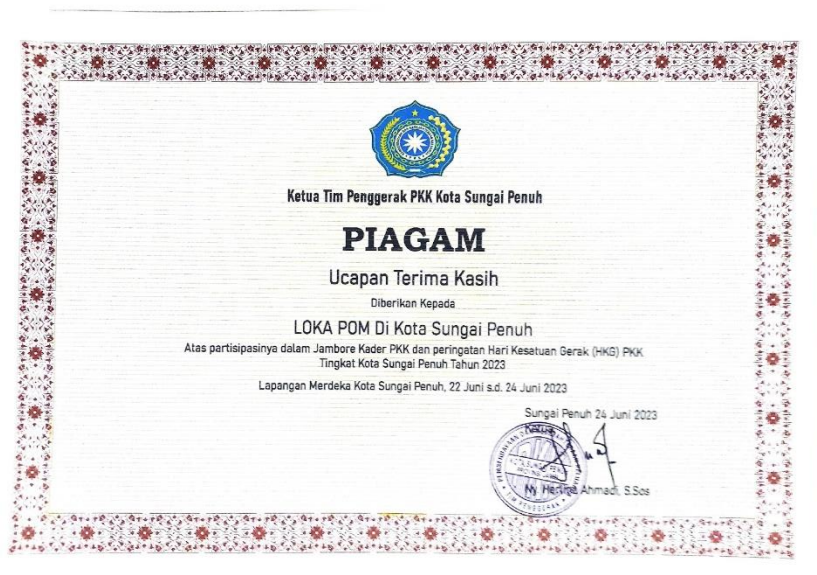 Ketua Tim Penggerak PKK Kota Sungai Penuh
PIAGAM
Ucapan Terima Kasih
Diberikan Kepada
LOKA POM Di Kota Sungai Penuh
Atas partisipasinya dalam Jambore Kader PKK dan peringatan Hari Kesatuan Gerak (HKG) PKK
Tingkat Kota Sungai Penuh Tahun 2023
Lapangan Merdeka Kota Sungai Penuh, 22 Juni s.d. 24 Juni 2023
Sungai Penuh 24 Juni 2023
Ny. Herlina Ahmadi, S.Sos